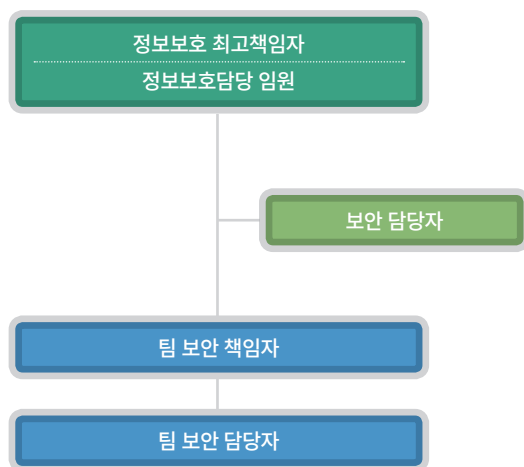 정보보호 최고책임자
정보보호담당 임원
보안 담당자
팀 보안 책임자
팀 보안 담당자